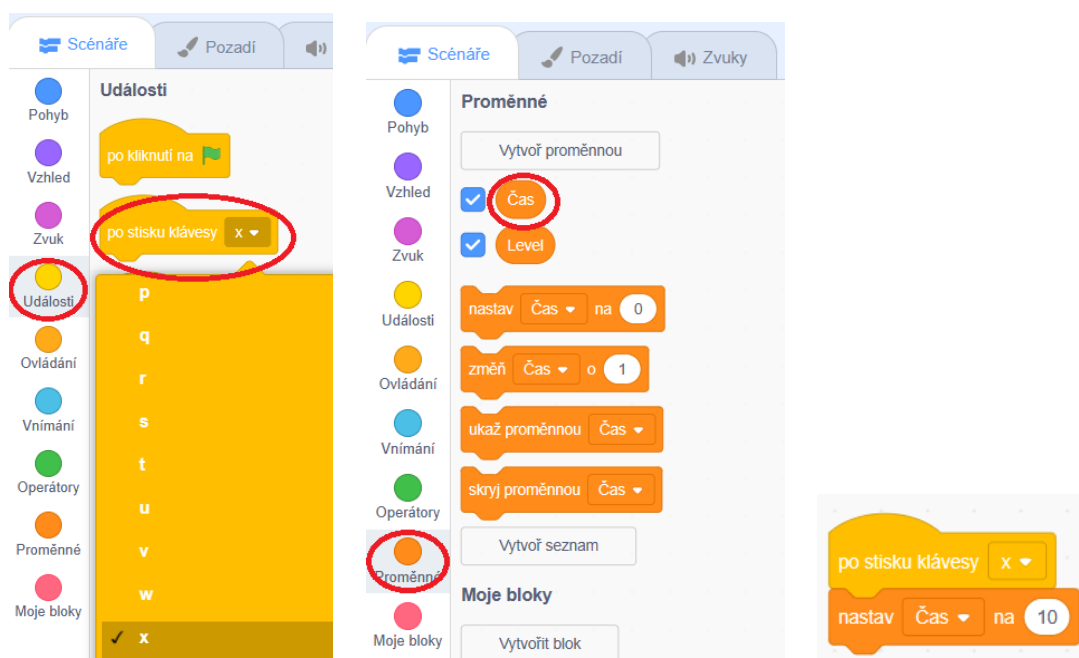 Scénáře
Pozadí
Události
Pohyb
Vzhled
Zvuk
Události
Ovládání
Vnímání
Operátory
Proměnné
Moje bloky
po kliknutí na
po stisku klávesy x
p
q
r
s
t
u
v
w
x
Scénáře
Pozadí
Zvuky
Pohyb
Vzhled
Zvuk
Události
Ovládání
Vnímání
Operátory
Proměnné
Moje bloky
Proměnné
Vytvoř proměnnou
Čas
Level
nastav Čas na 0
změň Čas o 1
ukaž proměnnou Čas
skryj proměnnou Čas
Vytvoř seznam
Moje bloky
Vytvořit blok
po stisku klávesy x
nastav Čas na 10